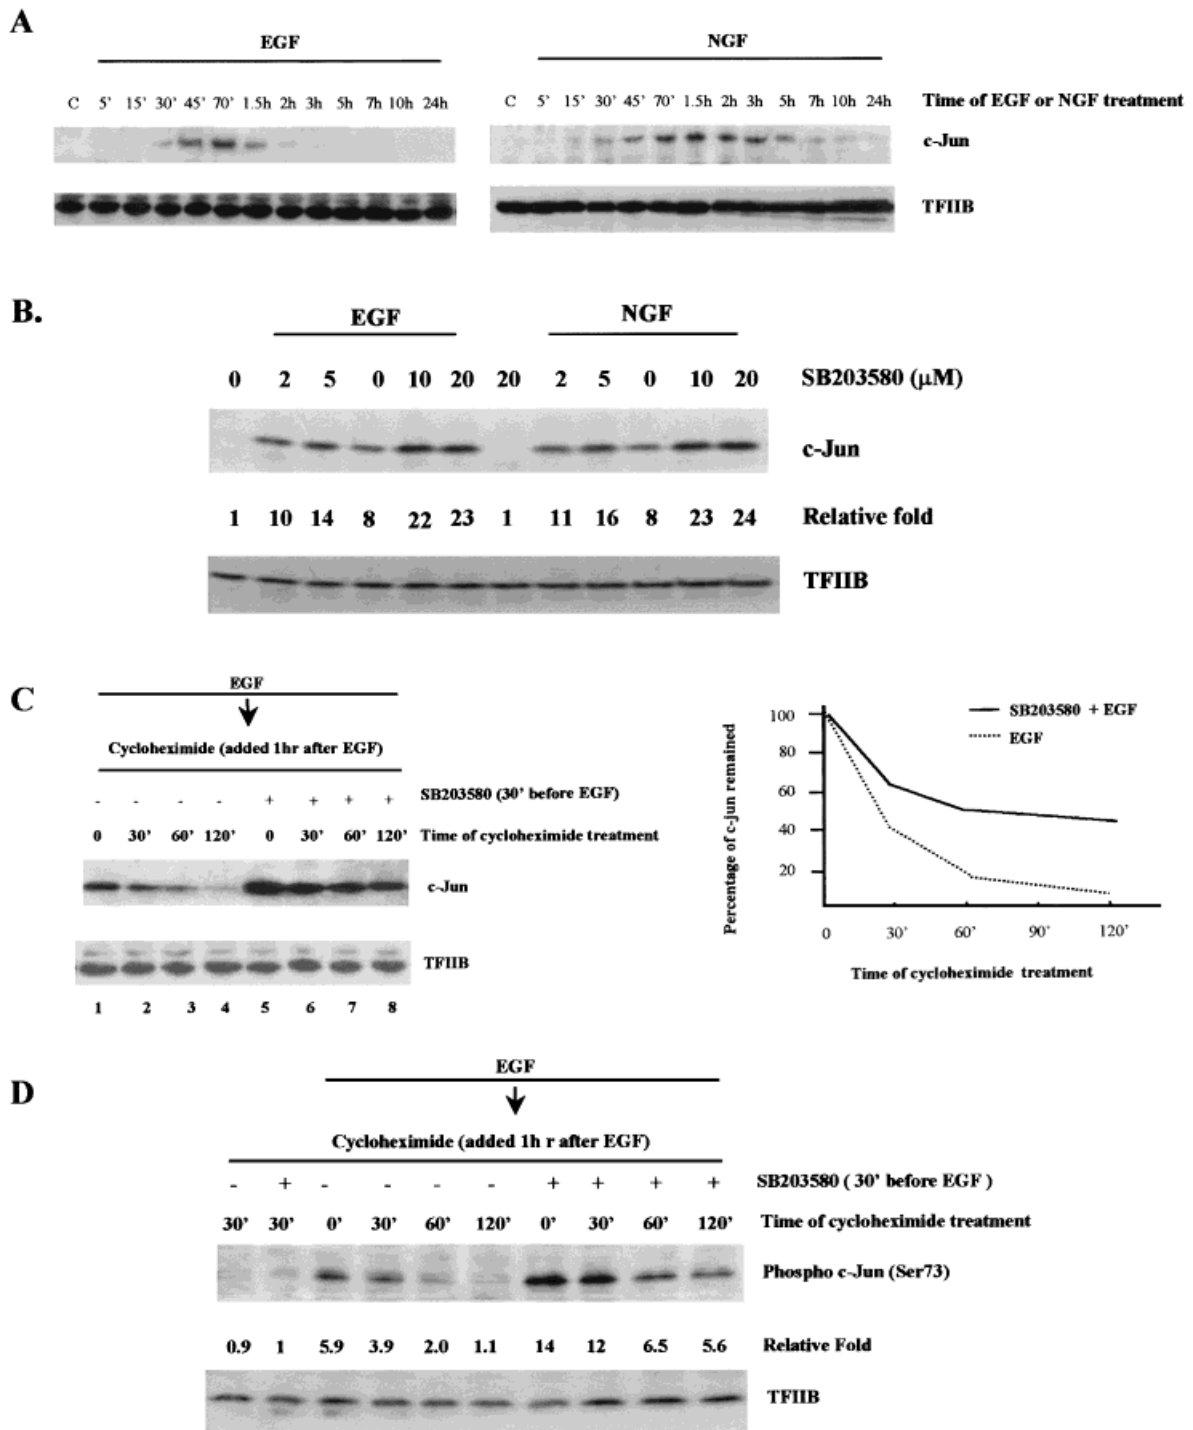 A
EGF
NGF
C 5' 15' 30' 45' 70' 1.5h 2h 3h 5h 7h 10h 24h
C 5' 15' 30' 45' 70' 1.5h 2h 3h 5h 7h 10h 24h
Time of EGF or NGF treatment
c-Jun
TFIIB
B.
EGF
NGF
0 2 5 0 10 20 20 2 5 0 10 20 SB203580 (μM)
c-Jun
1 10 14 8 22 23 1 11 16 8 23 24 Relative fold
TFIIB
C
EGF
Cycloheximide (added 1hr after EGF)
- - - - + + + + SB203580 (30' before EGF)
0 30' 60' 120' 0 30' 60' 120' Time of cycloheximide treatment
c-Jun
TFIIB
1 2 3 4 5 6 7 8
Percentage of c-jun remained
100
80
60
40
20
SB203580 + EGF
EGF
0 30' 60' 90' 120'
Time of cycloheximide treatment
D
EGF
Cycloheximide (added 1h r after EGF)
- + - - - - + + + + SB203580 ( 30' before EGF )
30' 30' 0' 30' 60' 120' 0' 30' 60' 120' Time of cycloheximide treatment
Phospho c-Jun (Ser73)
0.9 1 5.9 3.9 2.0 1.1 14 12 6.5 5.6 Relative Fold
TFIIB